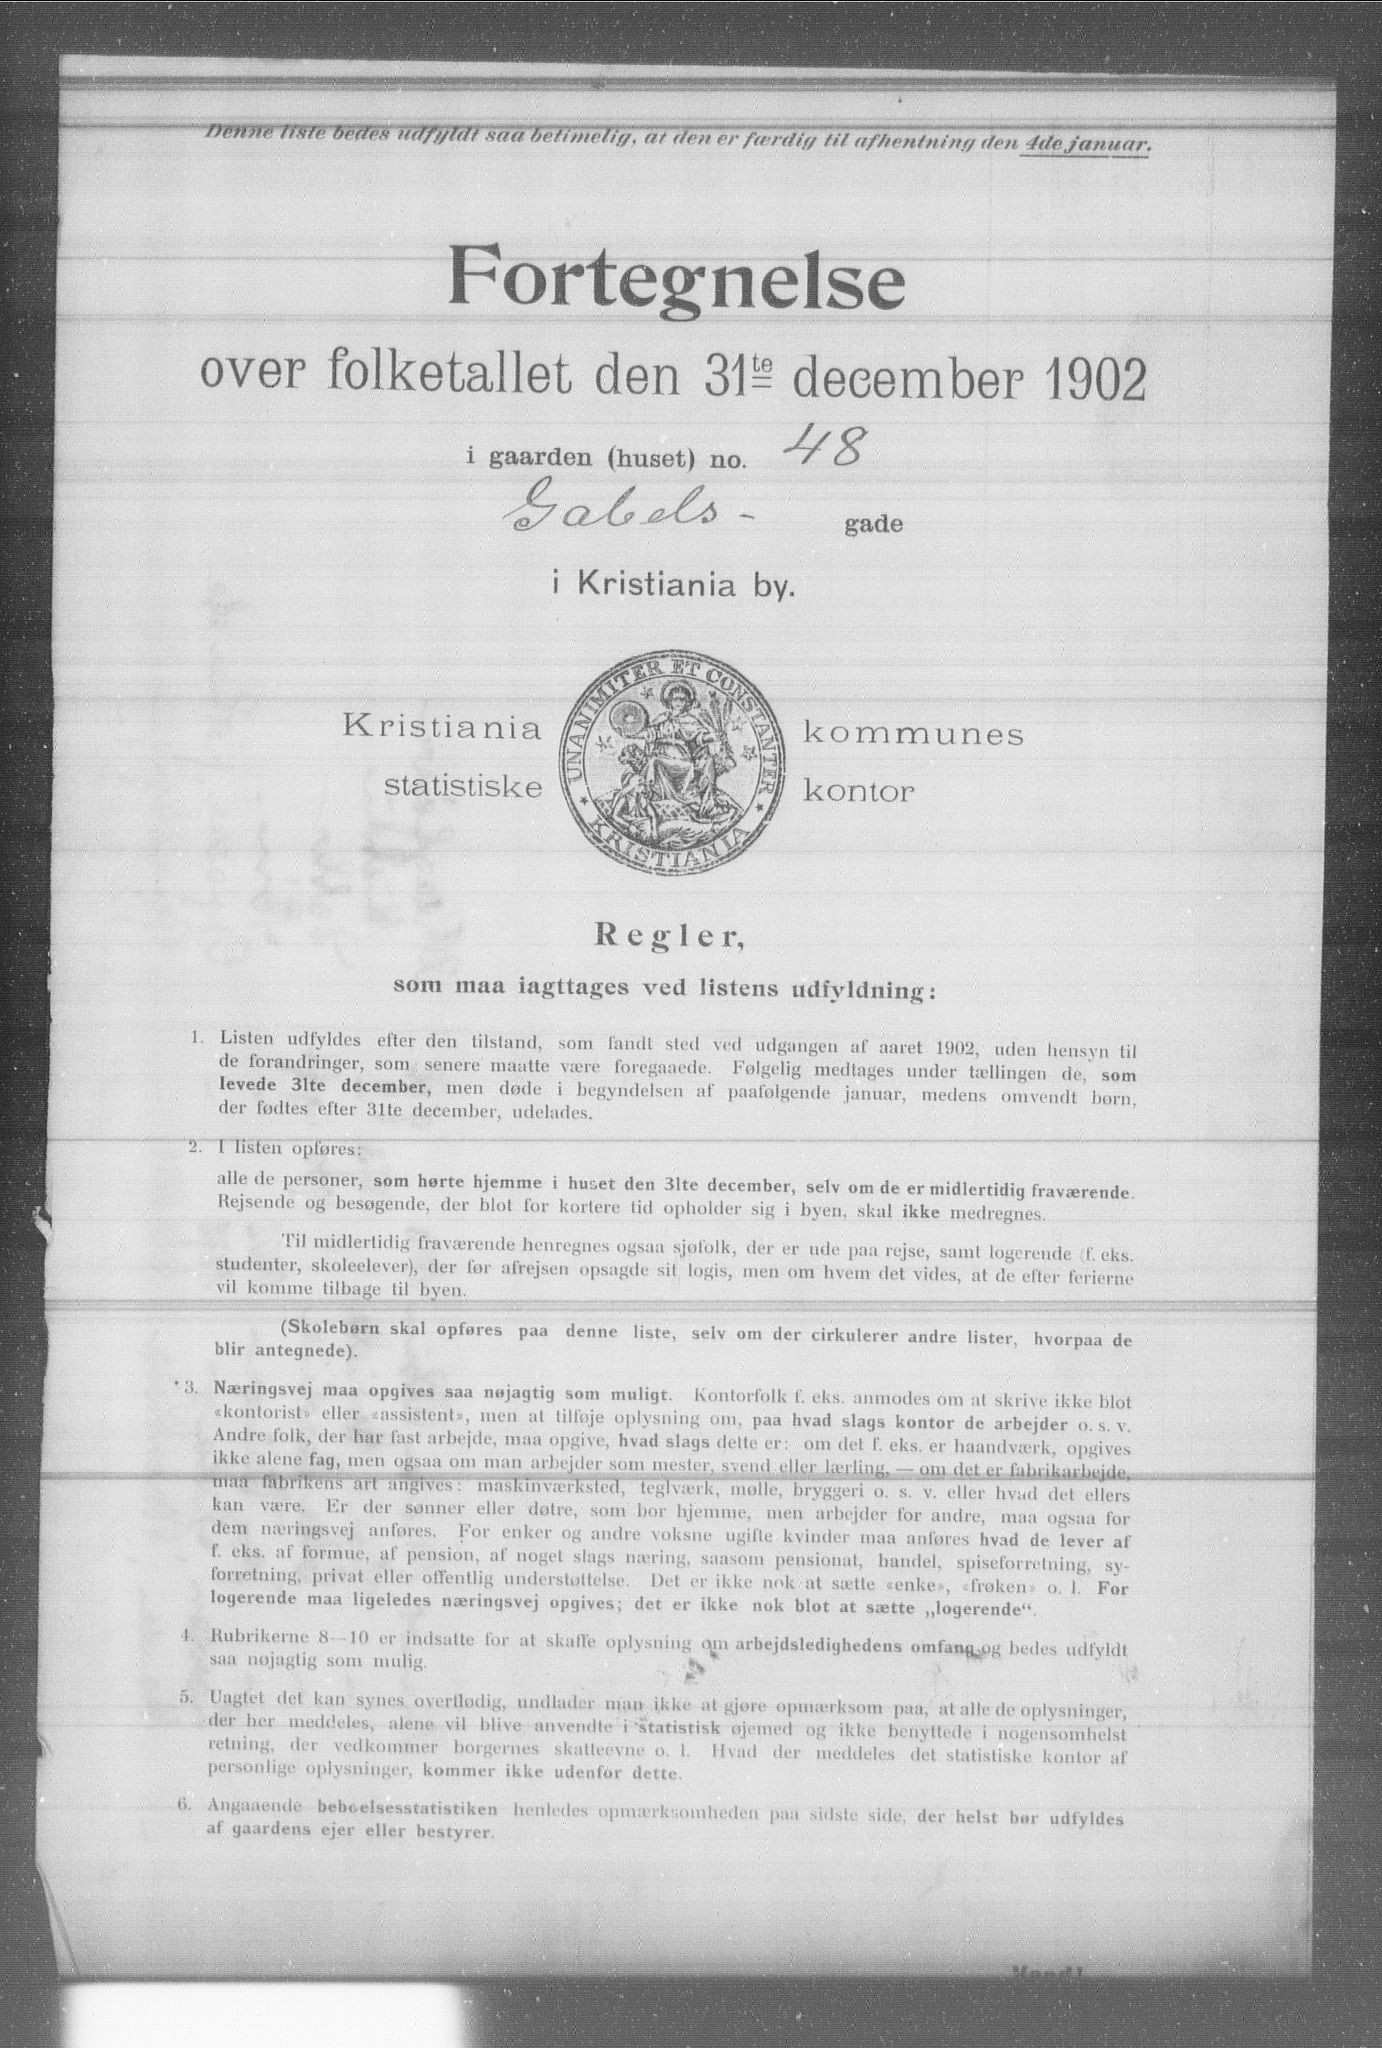 Denne liste bedes udfyldt saa betimelig, at den er færdig til afhentning den 4de januar.
Fortegnelse
over folketallet den 31te december 1902
i gaarden (huset) no. 48
Gabels- gade
i Kristiania by.
Kristiania kommunes
statistiske kontor
UNANIMITER ET CONSTANTER
KRISTIANIA
Regler,
som maa iagttages ved listens udfyldning:
1. Listen udfyldes efter den tilstand, som fandt sted ved udgangen af aaret 1902, uden hensyn til
de forandringer, som senere maatte være foregaaede. Følgelig medtages under tællingen de, som
levede 31te december, men døde i begyndelsen af paafølgende januar, medens omvendt børn,
der fødtes efter 31te december, udelades.
2. I listen opføres:
alle de personer, som hørte hjemme i huset den 31te december, selv om de er midlertidig fraværende.
Rejsende og besøgende, der blot for kortere tid opholder sig i byen, skal ikke medregnes.
Til midlertidig fraværende henregnes ogsaa sjøfolk, der er ude paa rejse, samt logerende (f. eks.
studenter, skoleelever), der før afrejsen opsagde sit logis, men om hvem det vides, at de efter ferierne
vil komme tilbage til byen.
(Skolebørn skal opføres paa denne liste, selv om der cirkulerer andre lister, hvorpaa de
blir antegnede).
3. Næringsvej maa opgives saa nøjagtig som muligt. Kontorfolk f. eks. anmodes om at skrive ikke blot
«kontorist» eller «assistent», men at tilføje oplysning om, paa hvad slags kontor de arbejder o. s. v.
Andre folk, der har fast arbejde, maa opgive, hvad slags dette er; om det f. eks. er haandværk, opgives
ikke alene fag, men ogsaa om man arbejder som mester, svend eller lærling, — om det er fabrikarbejde,
maa fabrikens art angives: maskinværksted, teglværk, mølle, bryggeri o. s. v. eller hvad det ellers
kan være. Er der sønner eller døtre, som bor hjemme, men arbejder for andre, maa ogsaa for
dem næringsvej anføres. For enker og andre voksne ugifte kvinder maa anføres hvad de lever af
f. eks. af formue, af pension, af noget slags næring, saasom pensionat, handel, spiseforretning, sy-
forretning, privat eller offentlig understøttelse. Det er ikke nok at sætte «enke», «frøken» o. l. For
logerende maa ligeledes næringsvej opgives; det er ikke nok blot at sætte „logerende“.
4. Rubrikerne 8—10 er indsatte for at skaffe oplysning om arbejdsledighedens omfang og bedes udfyldt
saa nøjagtig som mulig.
5. Uagtet det kan synes overflødig, undlader man ikke at gjøre opmærksom paa, at alle de oplysninger,
der her meddeles, alene vil blive anvendte i statistisk øjemed og ikke benyttede i nogensomhelst
retning, der vedkommer borgernes skatteevne o. l. Hvad der meddeles det statistiske kontor af
personlige oplysninger, kommer ikke udenfor dette.
6. Angaaende beboelsesstatistiken henledes opmærksomheden paa sidste side, der helst bør udfyldes
af gaardens ejer eller bestyrer.